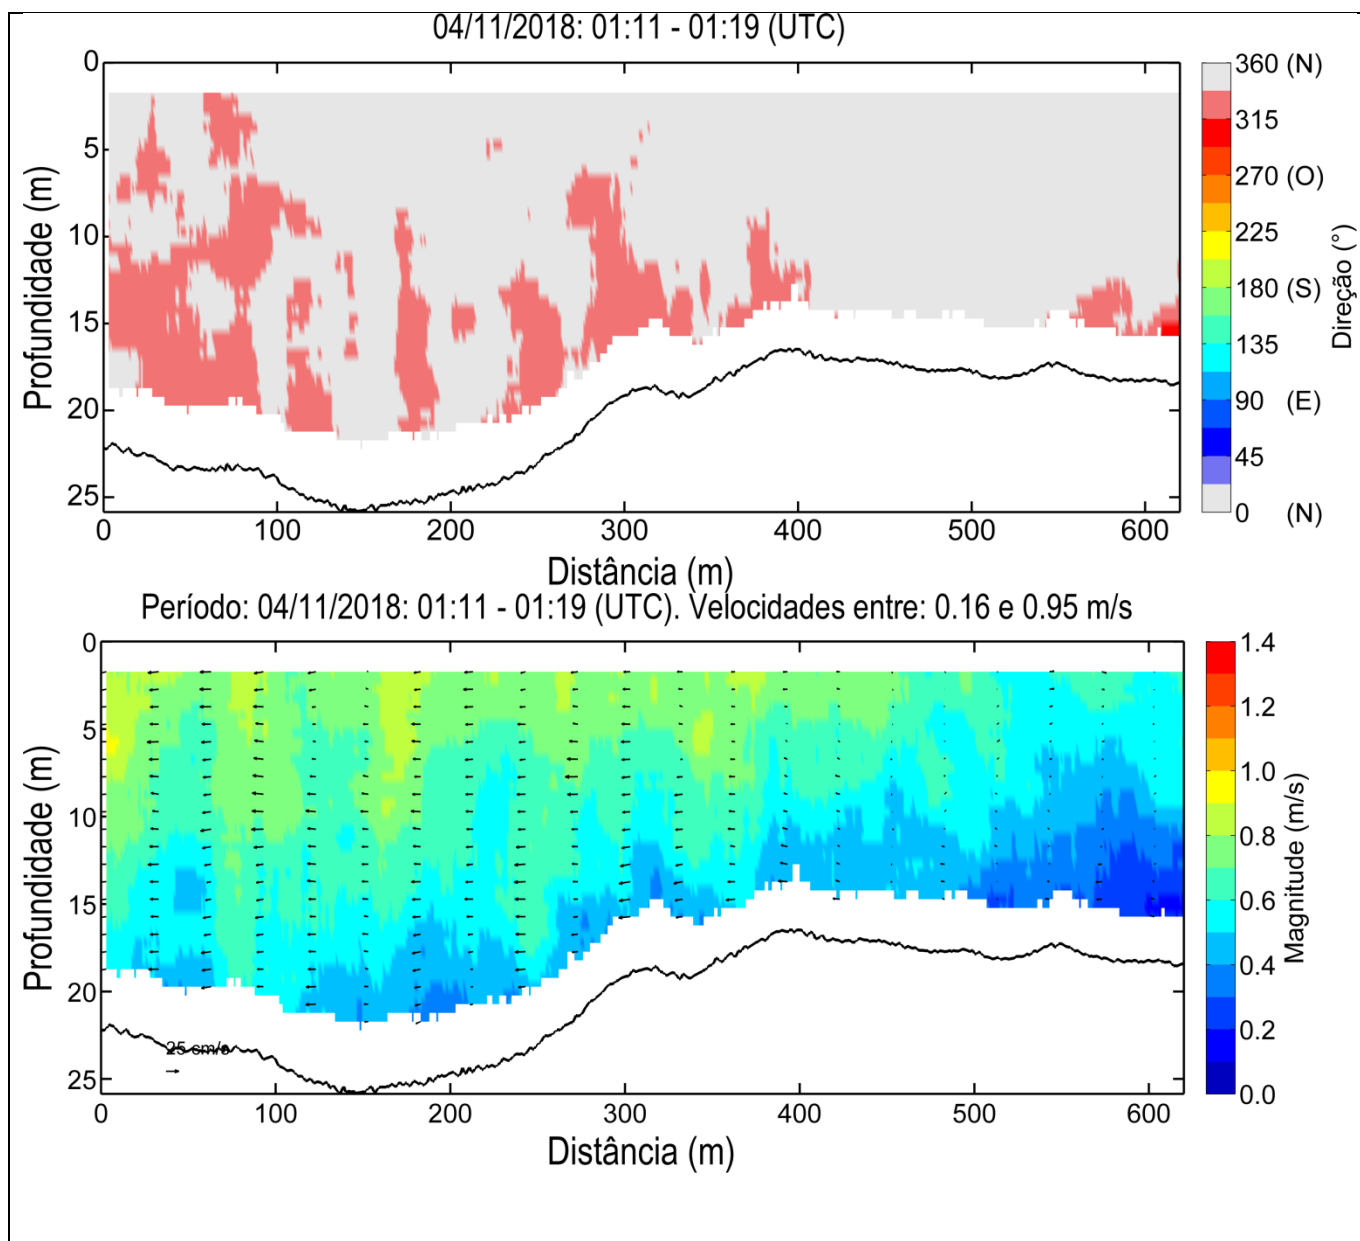 04/11/2018: 01:11 - 01:19 (UTC)
0
5
10
15
20
25
Profundidade (m)
0 100 200 300 400 500 600
Distância (m)
360 (N)
315
270 (O)
225
180 (S)
135
90 (E)
45
0 (N)
Direção (°)
Período: 04/11/2018: 01:11 - 01:19 (UTC). Velocidades entre: 0.16 e 0.95 m/s
0
5
10
15
20
25
Profundidade (m)
25 cm/s
0 100 200 300 400 500 600
Distância (m)
1.4
1.2
1.0
0.8
0.6
0.4
0.2
0.0
Magnitude (m/s)